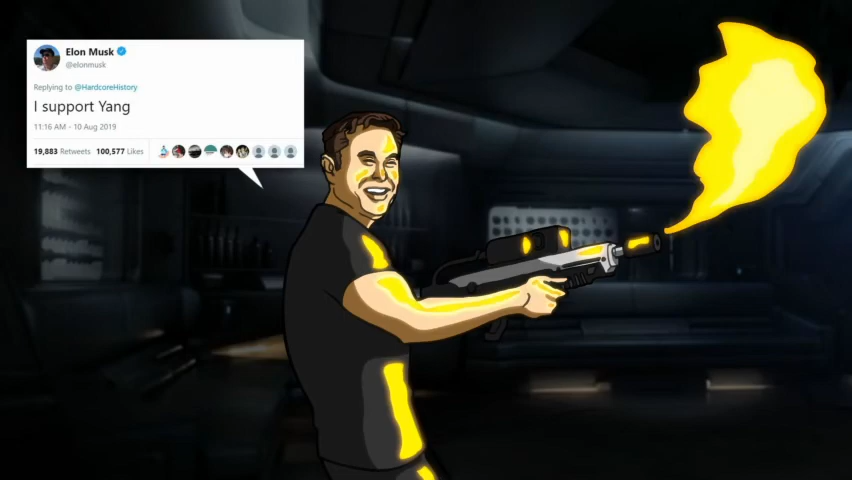 Elon Musk
@elonmusk
Replying to @HardcoreHistory
I support Yang
11:16 AM - 10 Aug 2019
19,883 Retweets 100,577 Likes